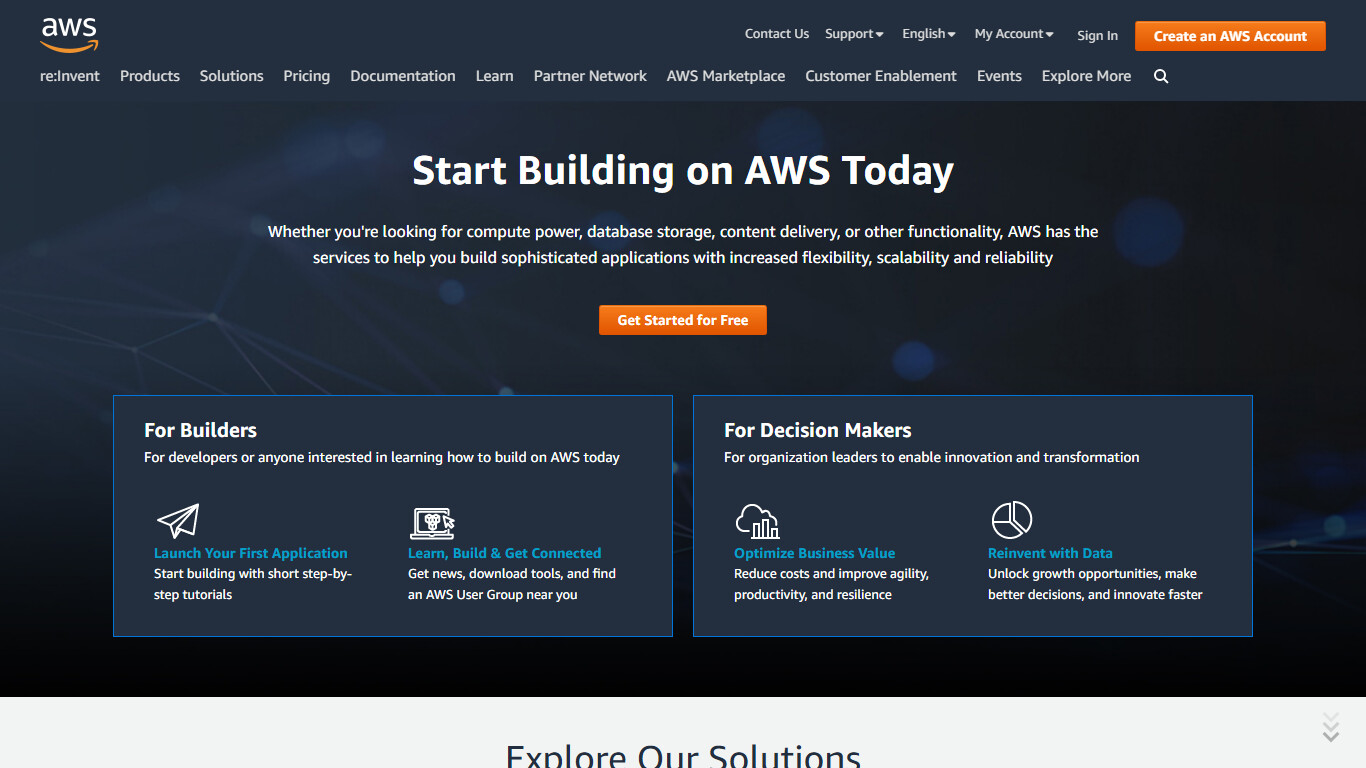 aws
Contact Us Support English My Account Sign In Create an AWS Account
re:Invent Products Solutions Pricing Documentation Learn Partner Network AWS Marketplace Customer Enablement Events Explore More
Start Building on AWS Today
Whether you're looking for compute power, database storage, content delivery, or other functionality, AWS has the
services to help you build sophisticated applications with increased flexibility, scalability and reliability
Get Started for Free
For Builders
For developers or anyone interested in learning how to build on AWS today
Launch Your First Application
Start building with short step-by-
step tutorials
Learn, Build & Get Connected
Get news, download tools, and find
an AWS User Group near you
For Decision Makers
For organization leaders to enable innovation and transformation
Optimize Business Value
Reduce costs and improve agility,
productivity, and resilience
Reinvent with Data
Unlock growth opportunities, make
better decisions, and innovate faster
Explore Our Solutions